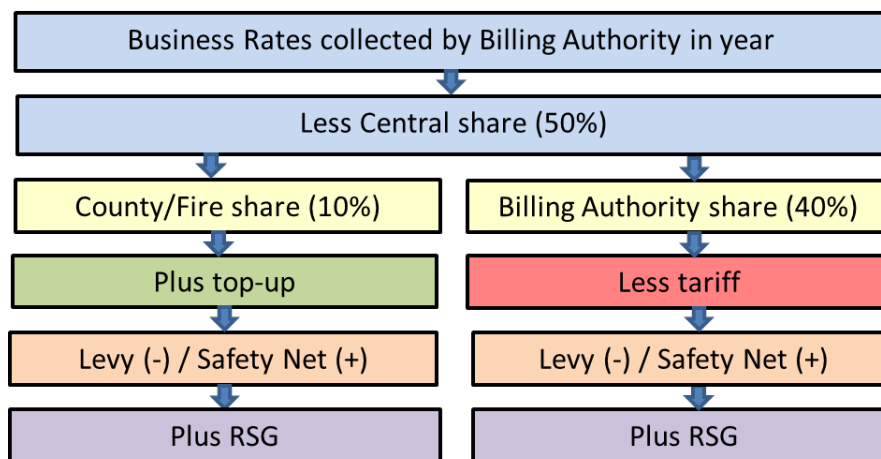 Business Rates collected by Billing Authority in year
Less Central share (50%)
County/Fire share (10%)
Billing Authority share (40%)
Plus top-up
Less tariff
Levy (-) / Safety Net (+)
Levy (-) / Safety Net (+)
Plus RSG
Plus RSG